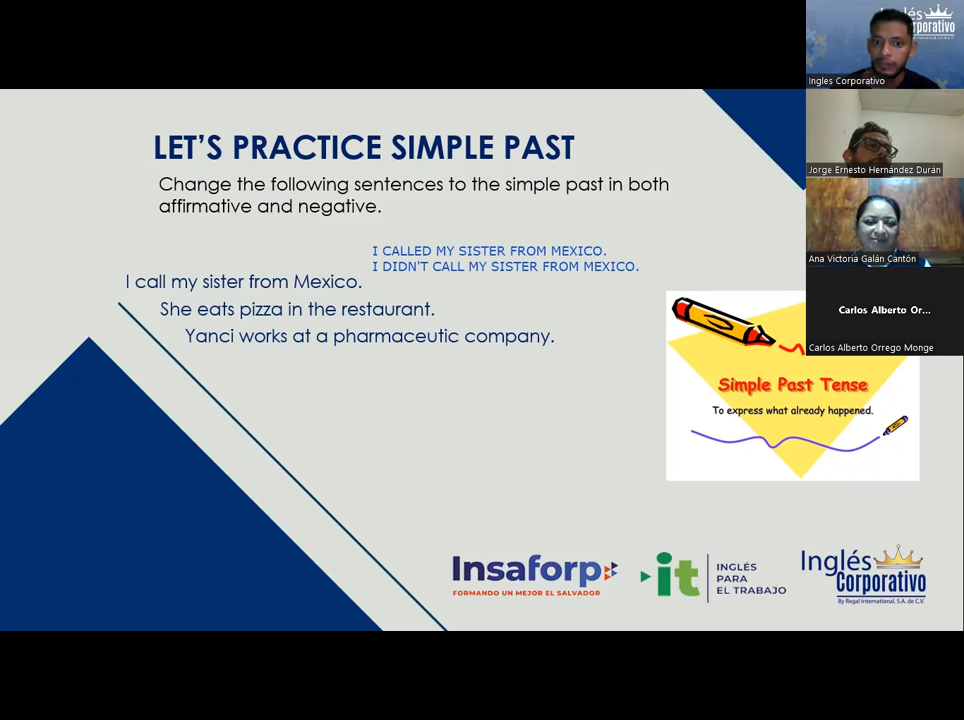 Inglés
Corporativo
Ingles Corporativo
Jorge Ernesto Hernández Durán
Ana Victoria Galán Cantón
Carlos Alberto Or...
Carlos Alberto Orrego Monge
LET'S PRACTICE SIMPLE PAST
Change the following sentences to the simple past in both
affirmative and negative.
I CALLED MY SISTER FROM MEXICO.
I DIDN'T CALL MY SISTER FROM MEXICO.
I call my sister from Mexico.
She eats pizza in the restaurant.
Yanci works at a pharmaceutic company.
Simple Past Tense
To express what already happened.
Insaforp
FORMANDO UN MEJOR EL SALVADOR
it
INGLÉS
PARA
EL TRABAJO
Inglés
Corporativo
By Regal International, S.A. de C.V.